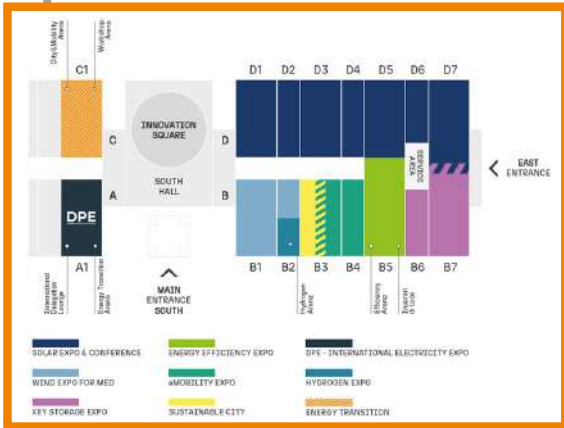 City&Mobility
Arena
Workshop
Arena
C1
D1 D2 D3 D4 D5 D6 D7
INNOVATION
SQUARE
C
D
SERVICES
AREA
EAST
ENTRANCE
SOUTH
HALL
A
B
DPE
A1
B1 B2 B3 B4 B5 B6 B7
International
Delegation
Lounge
Energy Transition
Arena
MAIN
ENTRANCE
SOUTH
Hydrogen
Arena
Efficiency
Arena
SOLAR EXPO & CONFERENCE
ENERGY EFFICIENCY EXPO
DPE - INTERNATIONAL ELECTRICITY EXPO
WIND EXPO FOR MED
eMOBILITY EXPO
HYDROGEN EXPO
KEY STORAGE EXPO
SUSTAINABLE CITY
ENERGY TRANSITION